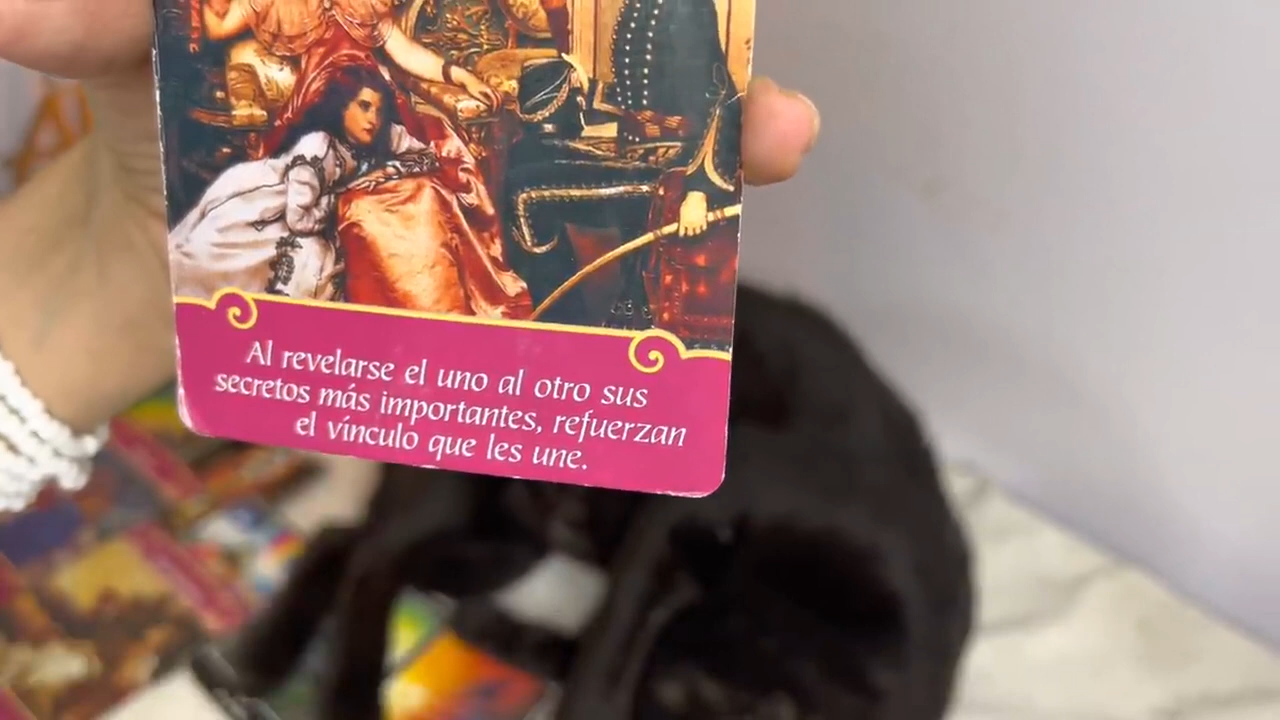 Al revelarse el uno al otro sus
secretos más importantes, refuerzan
el vínculo que les une.